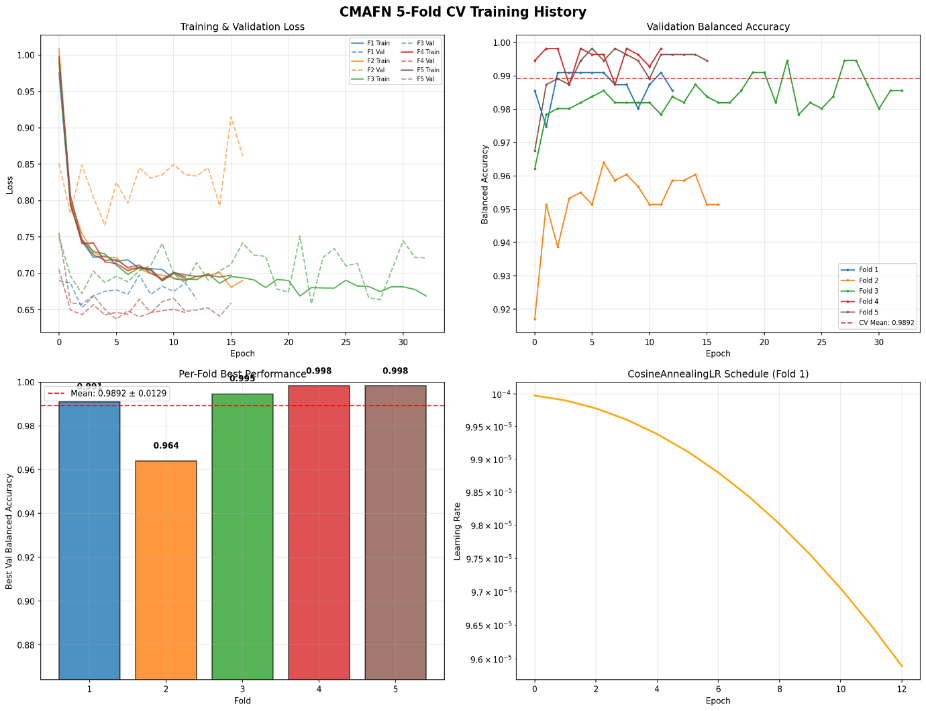 CMAFN 5-Fold CV Training History
Training & Validation Loss
Loss
1.00
0.95
0.90
0.85
0.80
0.75
0.70
0.65
0
5
10
15
20
25
30
Epoch
F1 Train
F1 Val
F2 Train
F2 Val
F3 Train
F3 Val
F4 Train
F4 Val
F5 Train
F5 Val
Validation Balanced Accuracy
Balanced Accuracy
1.00
0.99
0.98
0.97
0.96
0.95
0.94
0.93
0.92
0
5
10
15
20
25
30
Epoch
Fold 1
Fold 2
Fold 3
Fold 4
Fold 5
CV Mean: 0.9892
Per-Fold Best Performance
Best Val Balanced Accuracy
1.00
0.98
0.96
0.94
0.92
0.90
0.88
0.991
0.964
0.995
0.998
0.998
Mean: 0.9892 ± 0.0129
1
2
3
4
5
Fold
CosineAnnealingLR Schedule (Fold 1)
Learning Rate
10⁻⁴
9.95 × 10⁻⁵
9.9 × 10⁻⁵
9.85 × 10⁻⁵
9.8 × 10⁻⁵
9.75 × 10⁻⁵
9.7 × 10⁻⁵
9.65 × 10⁻⁵
9.6 × 10⁻⁵
0
2
4
6
8
10
12
Epoch